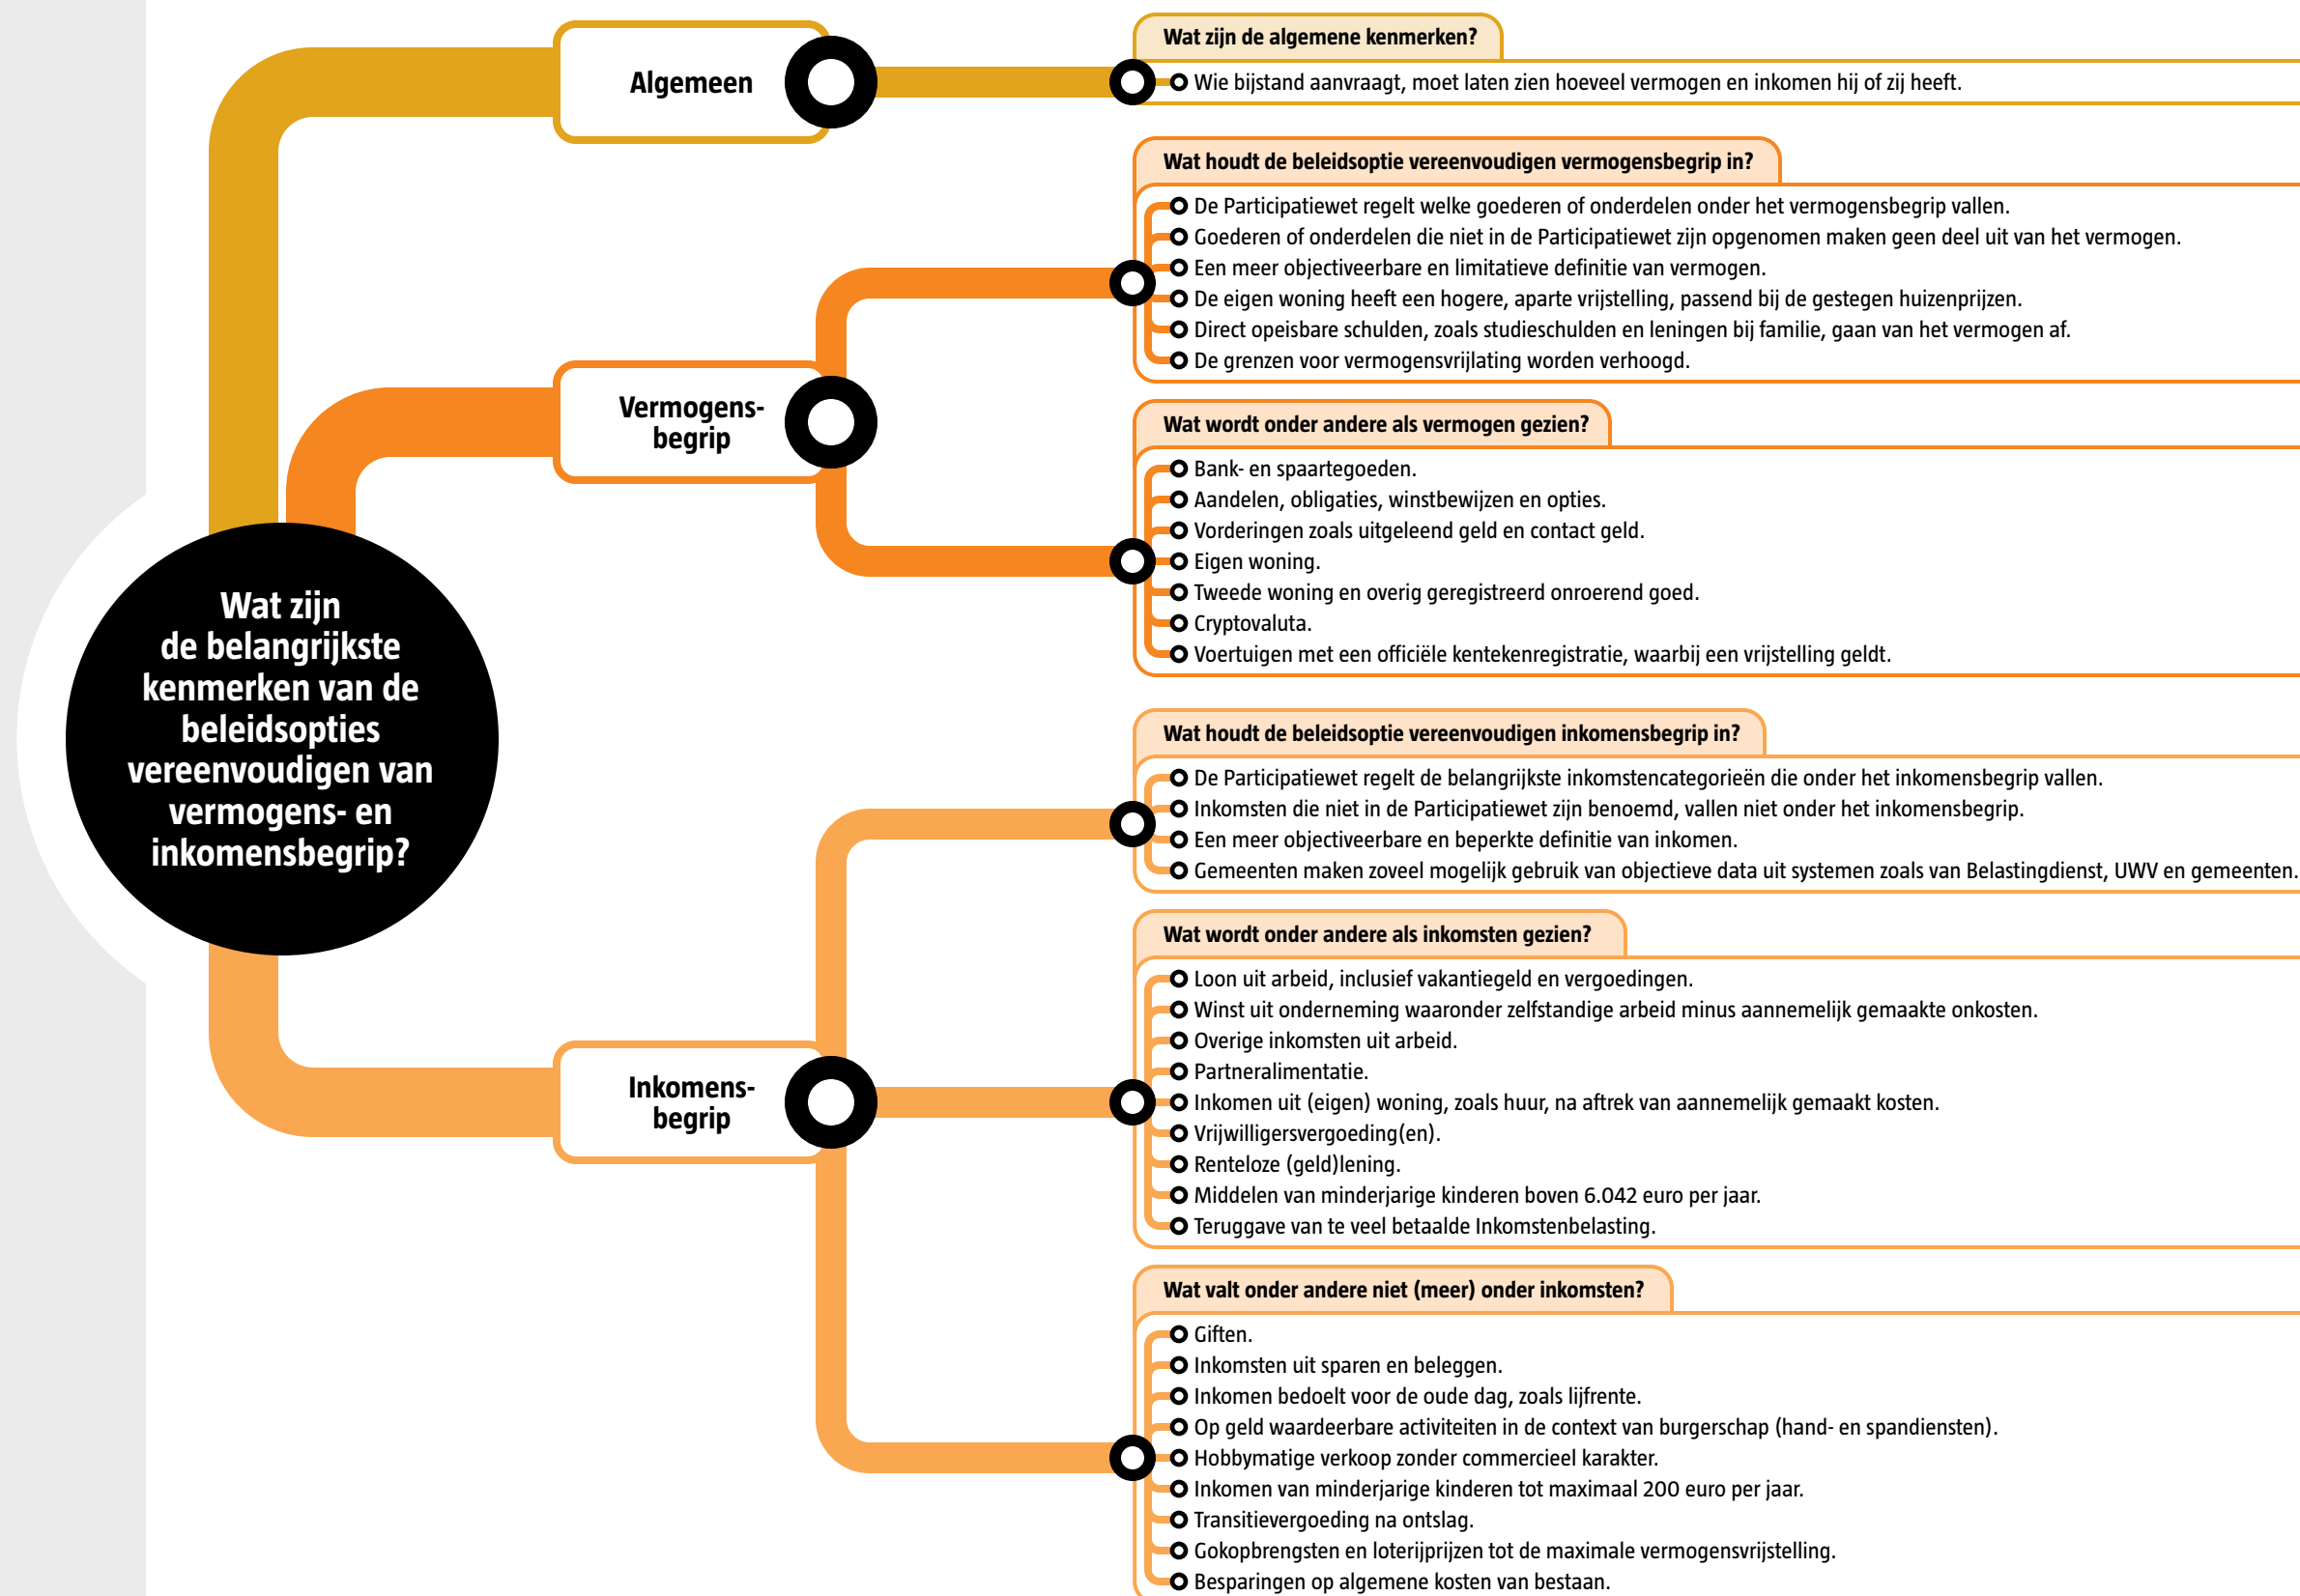 Wat zijn
de belangrijkste
kenmerken van de
beleidsopties
vereenvoudigen van
vermogens- en
inkomensbegrip?
Algemeen
Wat zijn de algemene kenmerken?
Wie bijstand aanvraagt, moet laten zien hoeveel vermogen en inkomen hij of zij heeft.
Vermogens-
begrip
Wat houdt de beleidsoptie vereenvoudigen vermogensbegrip in?
De Participatiewet regelt welke goederen of onderdelen onder het vermogensbegrip vallen.
Goederen of onderdelen die niet in de Participatiewet zijn opgenomen maken geen deel uit van het vermogen.
Een meer objectiveerbare en limitatieve definitie van vermogen.
De eigen woning heeft een hogere, aparte vrijstelling, passend bij de gestegen huizenprijzen.
Direct opeisbare schulden, zoals studieschulden en leningen bij familie, gaan van het vermogen af.
De grenzen voor vermogensvrijlating worden verhoogd.
Wat wordt onder andere als vermogen gezien?
Bank- en spaartegoeden.
Aandelen, obligaties, winstbewijzen en opties.
Vorderingen zoals uitgeleend geld en contact geld.
Eigen woning.
Tweede woning en overig geregistreerd onroerend goed.
Cryptovaluta.
Voertuigen met een officiële kentekenregistratie, waarbij een vrijstelling geldt.
Inkomens-
begrip
Wat houdt de beleidsoptie vereenvoudigen inkomensbegrip in?
De Participatiewet regelt de belangrijkste inkomstencategorieën die onder het inkomensbegrip vallen.
Inkomsten die niet in de Participatiewet zijn benoemd, vallen niet onder het inkomensbegrip.
Een meer objectiveerbare en beperkte definitie van inkomen.
Gemeenten maken zoveel mogelijk gebruik van objectieve data uit systemen zoals van Belastingdienst, UWV en gemeenten.
Wat wordt onder andere als inkomsten gezien?
Loon uit arbeid, inclusief vakantiegeld en vergoedingen.
Winst uit onderneming waaronder zelfstandige arbeid minus aannemelijk gemaakte onkosten.
Overige inkomsten uit arbeid.
Partneralimentatie.
Inkomen uit (eigen) woning, zoals huur, na aftrek van aannemelijk gemaakt kosten.
Vrijwilligersvergoeding(en).
Renteloze (geld)lening.
Middelen van minderjarige kinderen boven 6.042 euro per jaar.
Teruggave van te veel betaalde Inkomstenbelasting.
Wat valt onder andere niet (meer) onder inkomsten?
Giften.
Inkomsten uit sparen en beleggen.
Inkomen bedoelt voor de oude dag, zoals lijfrente.
Op geld waardeerbare activiteiten in de context van burgerschap (hand- en spandiensten).
Hobbymatige verkoop zonder commercieel karakter.
Inkomen van minderjarige kinderen tot maximaal 200 euro per jaar.
Transitievergoeding na ontslag.
Gokopbrengsten en loterijprijzen tot de maximale vermogensvrijstelling.
Besparingen op algemene kosten van bestaan.